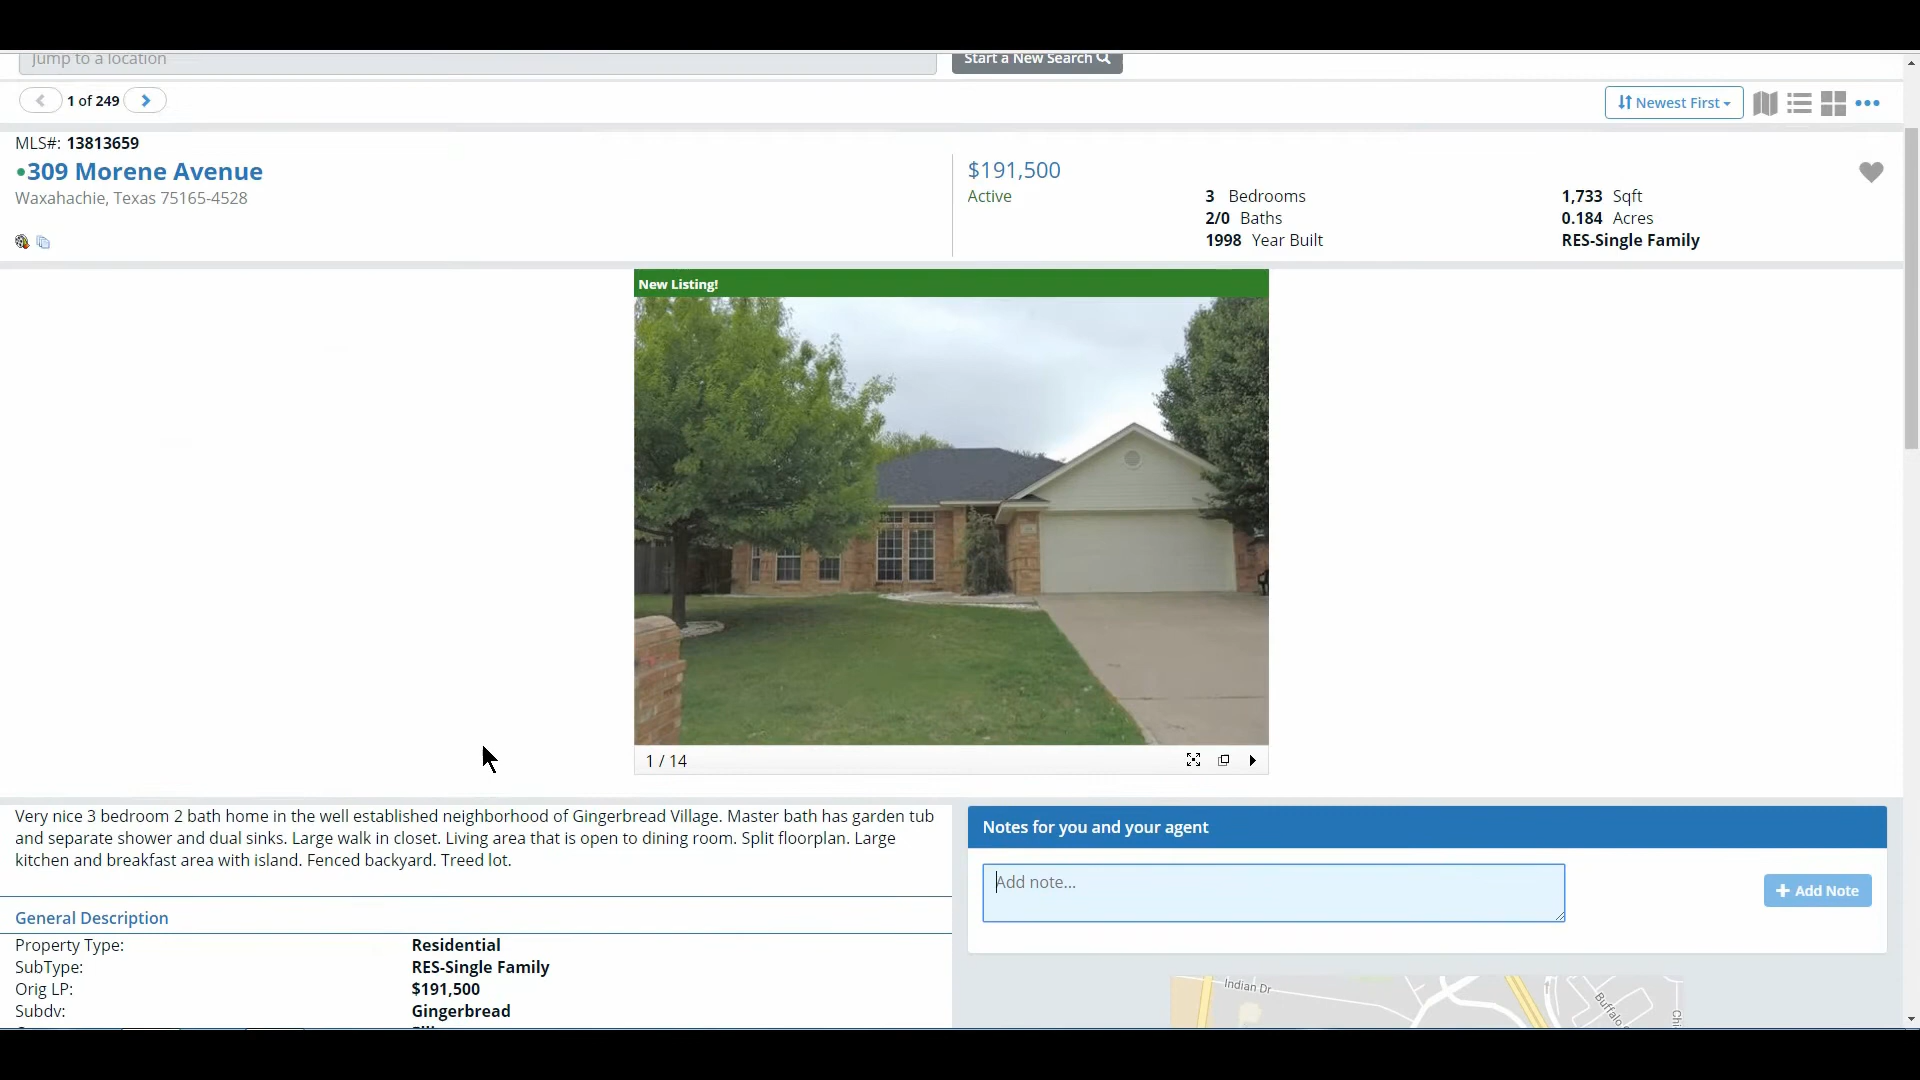 Jump to a location
Start a New Search
1 of 249
Newest First
MLS#: 13813659
309 Morene Avenue
Waxahachie, Texas 75165-4528
$191,500
Active
3 Bedrooms
2/0 Baths
1998 Year Built
1,733 Sqft
0.184 Acres
RES-Single Family
New Listing!
1 / 14
Very nice 3 bedroom 2 bath home in the well established neighborhood of Gingerbread Village. Master bath has garden tub
and separate shower and dual sinks. Large walk in closet. Living area that is open to dining room. Split floorplan. Large
kitchen and breakfast area with island. Fenced backyard. Treed lot.
General Description
Property Type: Residential
SubType: RES-Single Family
Orig LP: $191,500
Subdv: Gingerbread
Notes for you and your agent
Add note...
Add Note
Indian Dr
Buffalo